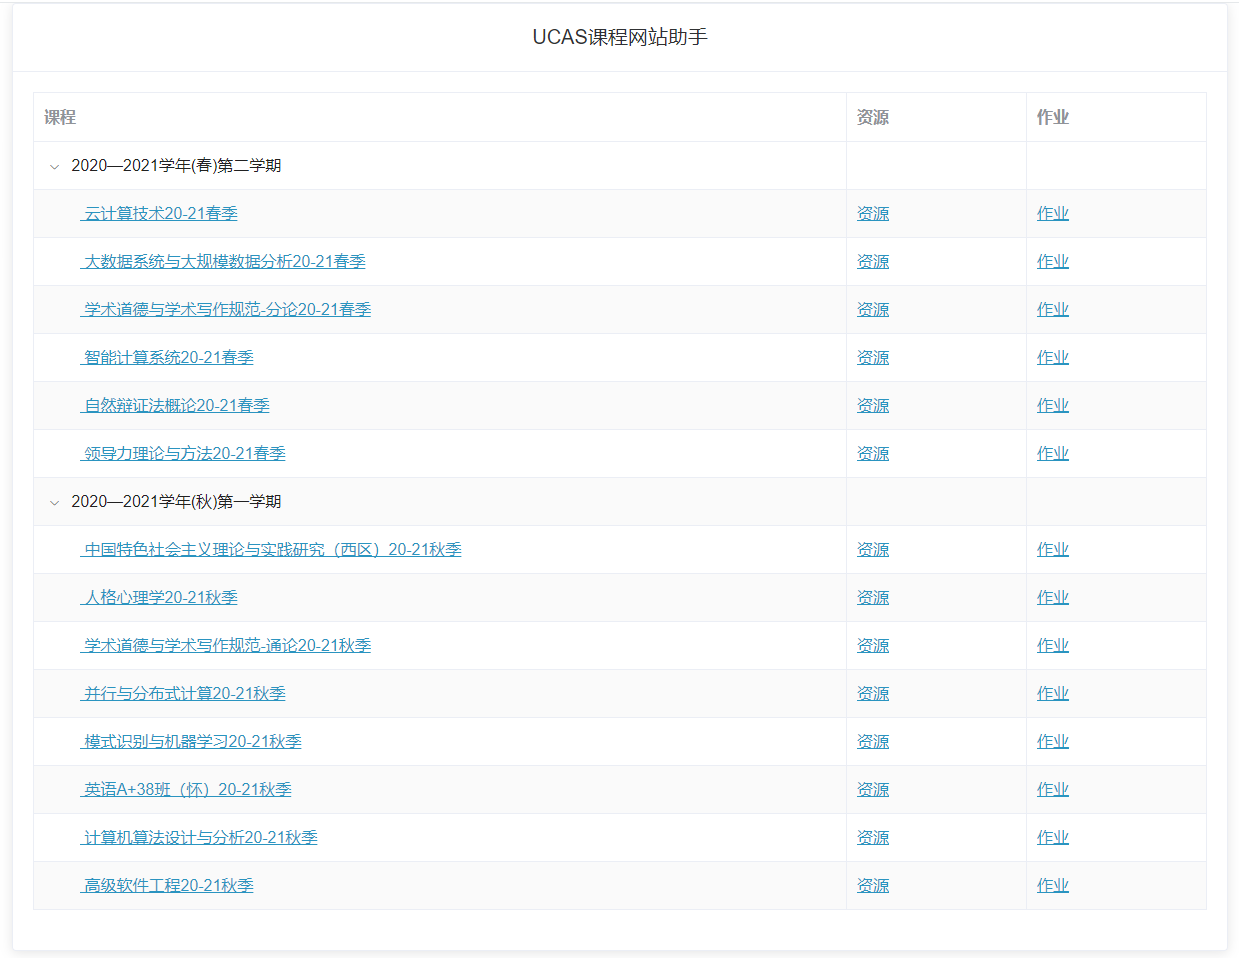 UCAS课程网站助手
课程 资源 作业
2020—2021学年(春)第二学期
云计算技术20-21春季 资源 作业
大数据系统与大规模数据分析20-21春季 资源 作业
学术道德与学术写作规范-分论20-21春季 资源 作业
智能计算系统20-21春季 资源 作业
自然辩证法概论20-21春季 资源 作业
领导力理论与方法20-21春季 资源 作业
2020—2021学年(秋)第一学期
中国特色社会主义理论与实践研究（西区）20-21秋季 资源 作业
人格心理学20-21秋季 资源 作业
学术道德与学术写作规范-通论20-21秋季 资源 作业
并行与分布式计算20-21秋季 资源 作业
模式识别与机器学习20-21秋季 资源 作业
英语A+38班（怀）20-21秋季 资源 作业
计算机算法设计与分析20-21秋季 资源 作业
高级软件工程20-21秋季 资源 作业